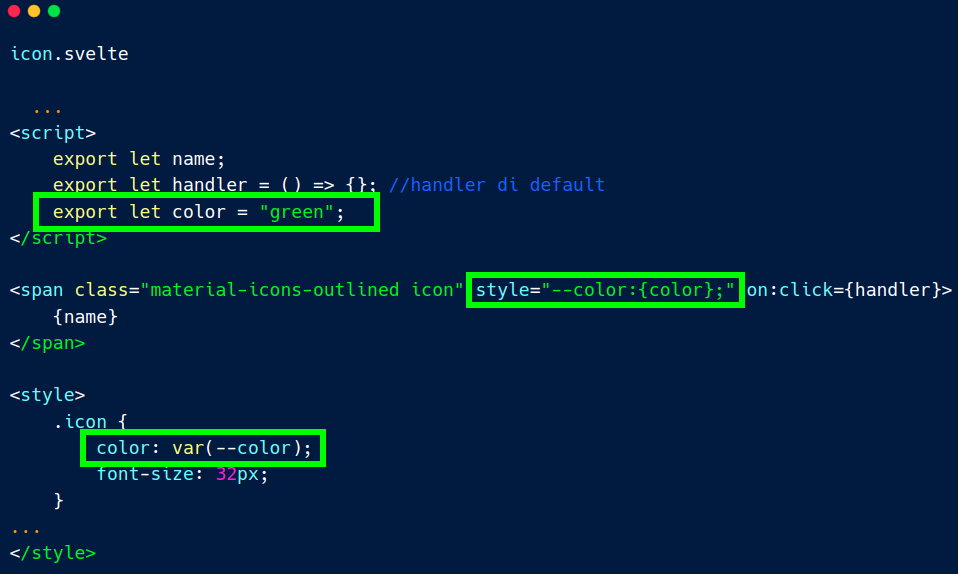 icon.svelte
...
<script>
export let name;
export let handler = () => {}; //handler di default
export let color = "green";
</script>
<span class="material-icons-outlined icon" style="--color:{color};" on:click={handler}>
{name}
</span>
<style>
.icon {
color: var(--color);
font-size: 32px;
}
...
</style>